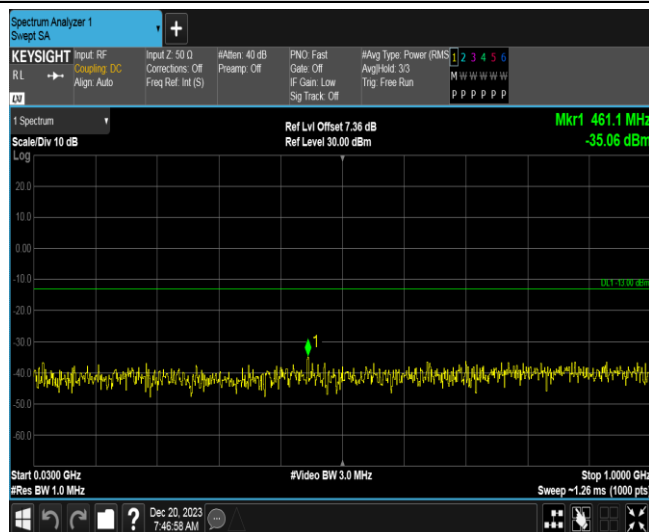 Spectrum Analyzer 1
Swept SA
+
KEYSIGHT
RL
LXI
Input: RF
Coupling: DC
Align: Auto
Input Z: 50 Ω
Corrections: Off
Freq Ref: Int (S)
#Atten: 40 dB
Preamp: Off
PNO: Fast
Gate: Off
IF Gain: Low
Sig Track: Off
#Avg Type: Power (RMS
Avg|Hold: 3/3
Trig: Free Run
1 2 3 4 5 6
M W W W W W
P P P P P P
1 Spectrum
Scale/Div 10 dB
Log
Ref Lvl Offset 7.36 dB
Ref Level 30.00 dBm
Mkr1 461.1 MHz
-35.06 dBm
20.0
10.0
0.00
-10.0
DL1 -13.00 dBm
-20.0
-30.0
1
-40.0
-50.0
-60.0
Start 0.0300 GHz
#Res BW 1.0 MHz
#Video BW 3.0 MHz
Stop 1.0000 GHz
Sweep ~1.26 ms (1000 pts)
?
Dec 20, 2023
7:46:58 AM